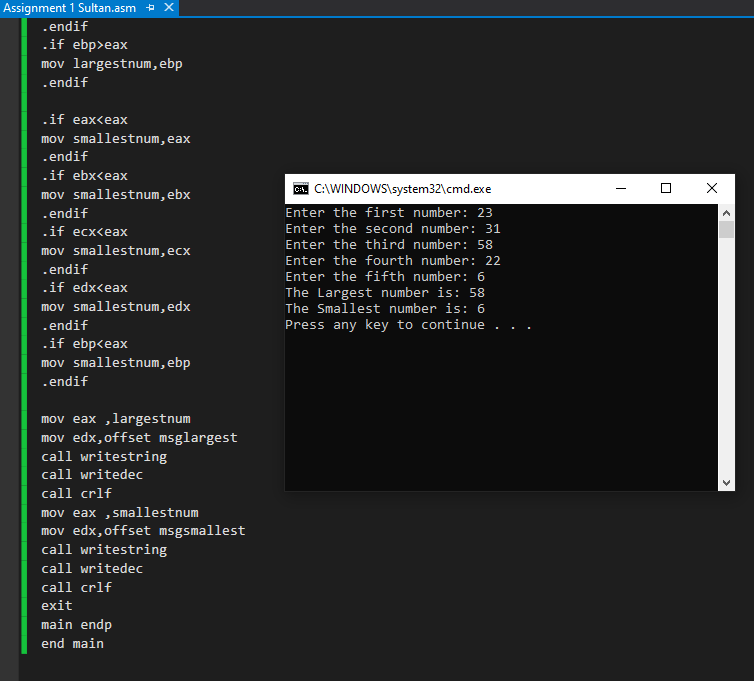 Assignment 1 Sultan.asm
.endif
.if ebp>eax
mov largestnum,ebp
.endif
.if eax<eax
mov smallestnum,eax
.endif
.if ebx<eax
mov smallestnum,ebx
.endif
.if ecx<eax
mov smallestnum,ecx
.endif
.if edx<eax
mov smallestnum,edx
.endif
.if ebp<eax
mov smallestnum,ebp
.endif
mov eax ,largestnum
mov edx,offset msglargest
call writestring
call writedec
call crlf
mov eax ,smallestnum
mov edx,offset msgsmallest
call writestring
call writedec
call crlf
exit
main endp
end main
C:\WINDOWS\system32\cmd.exe
Enter the first number: 23
Enter the second number: 31
Enter the third number: 58
Enter the fourth number: 22
Enter the fifth number: 6
The Largest number is: 58
The Smallest number is: 6
Press any key to continue . . .